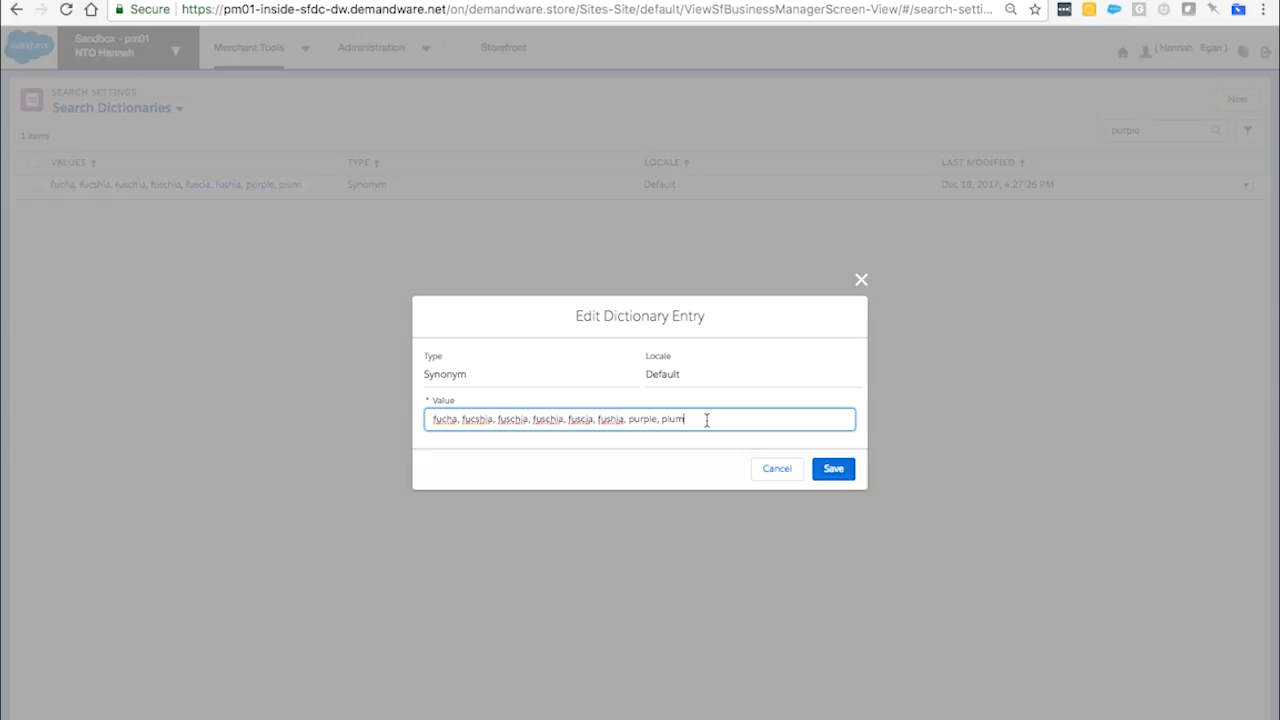 Secure
https://pm01-inside-sfdc-dw.demandware.net/on/demandware.store/Sites-Site/default/ViewSfBusinessManagerScreen-View/#/search-setti...
Sandbox - pm01
NTO Hannah
Merchant Tools
Administration
Storefront
( Hannah Egan )
SEARCH SETTINGS
Search Dictionaries
New
1 items
purple
VALUES
TYPE
LOCALE
LAST MODIFIED
fucha, fucshia, fuschia, fuschia, fuscia, fushia, purple, plum
Synonym
Default
Dec 18, 2017, 4:27:26 PM
Edit Dictionary Entry
Type
Locale
Synonym
Default
* Value
fucha, fucshia, fuschia, fuschia, fuscia, fushia, purple, plum
Cancel
Save